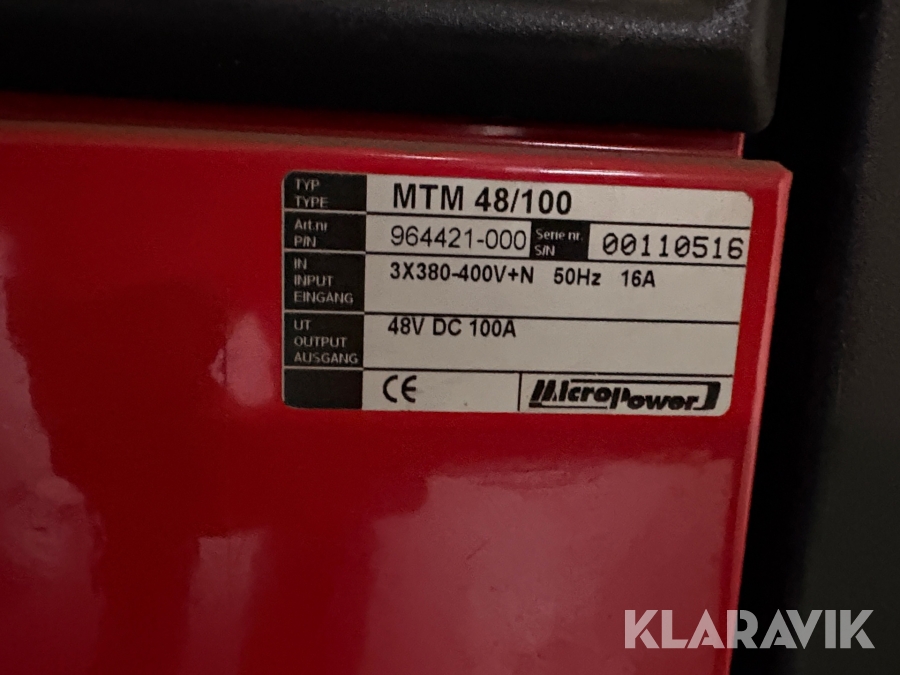 TYP
TYPE
MTM 48/100
Art.nr
P/N
964421-000
Serie nr.
S/N
00110516
IN
INPUT
EINGANG
3X380-400V+N 50Hz 16A
UT
OUTPUT
AUSGANG
48V DC 100A
CE
Micropower
KLARAVIK